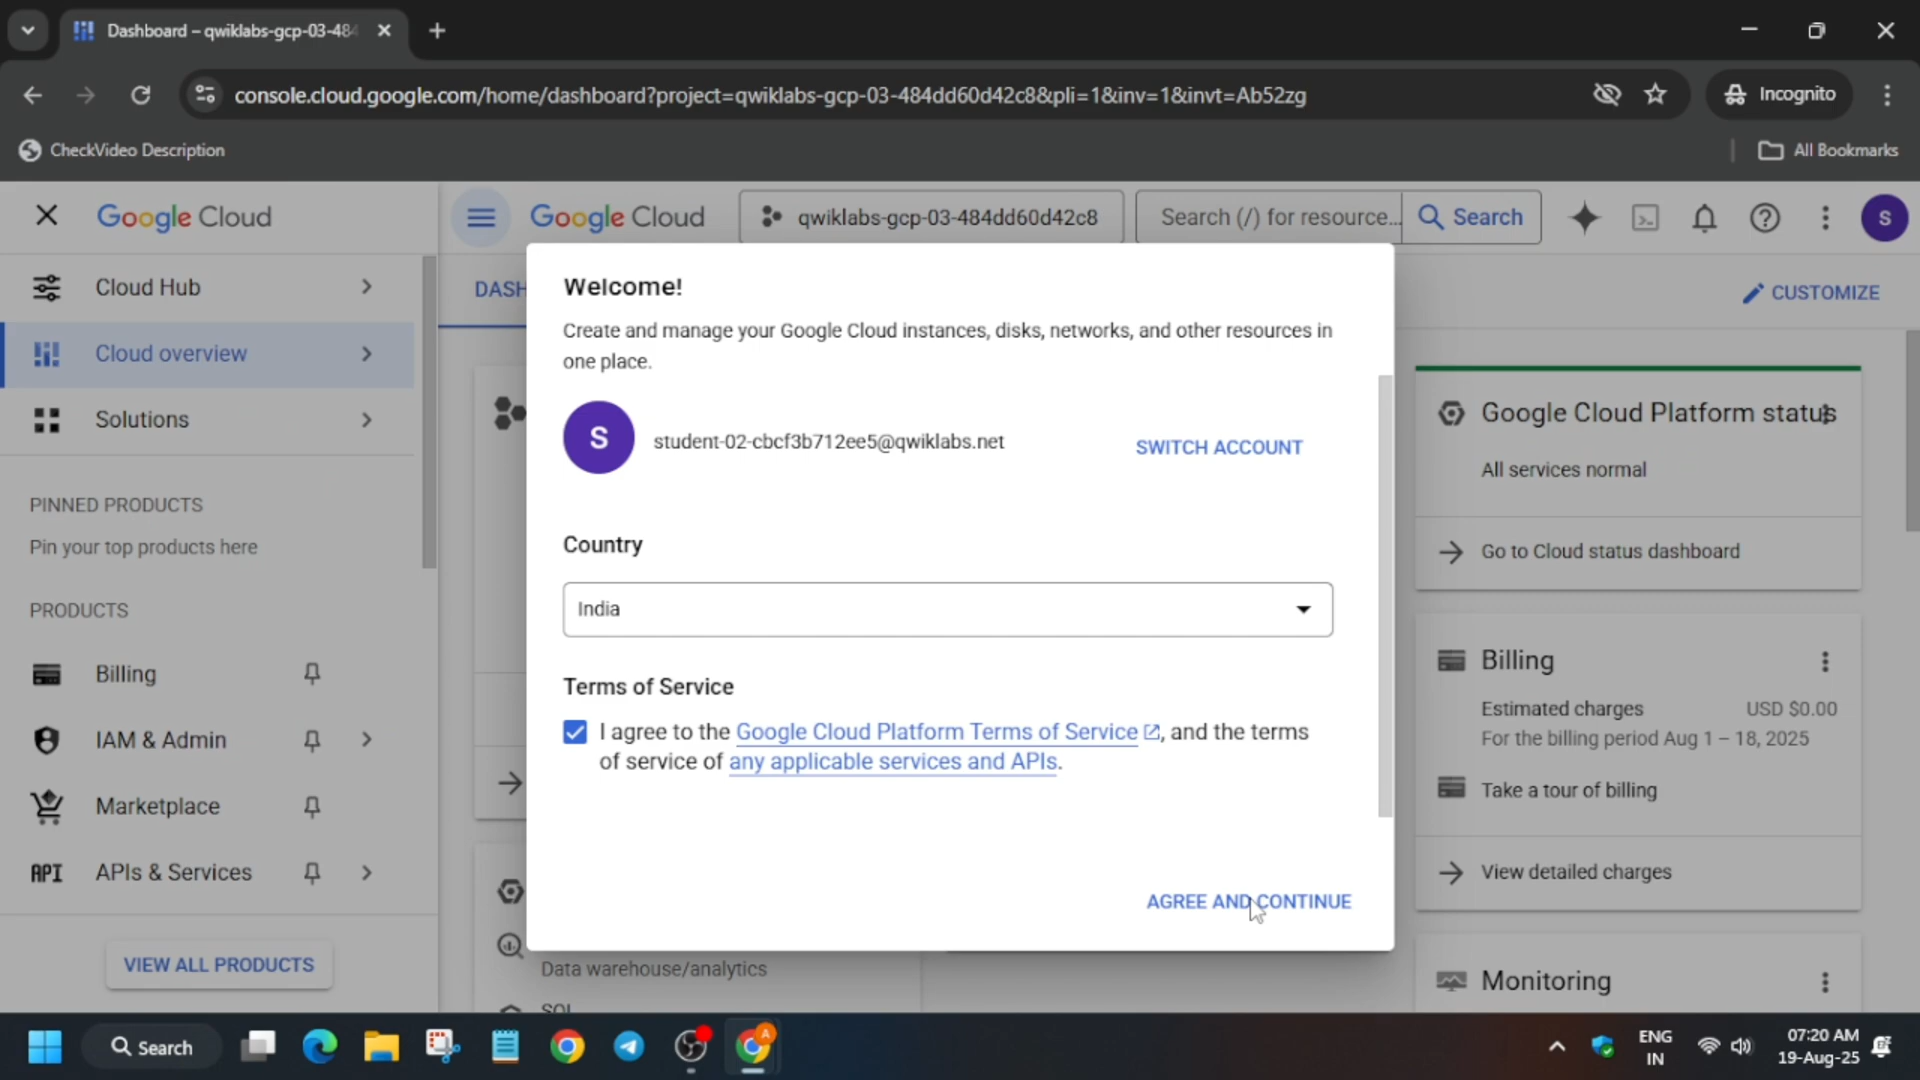 Dashboard – qwiklabs-gcp-03-484
console.cloud.google.com/home/dashboard?project=qwiklabs-gcp-03-484dd60d42c8&pli=1&inv=1&invt=Ab52zg
Incognito
CheckVideo Description
All Bookmarks
Google Cloud
Google Cloud
qwiklabs-gcp-03-484dd60d42c8
Search (/) for resource...
Search
S
Cloud Hub
Cloud overview
Solutions
PINNED PRODUCTS
Pin your top products here
PRODUCTS
Billing
IAM & Admin
Marketplace
API
APIs & Services
VIEW ALL PRODUCTS
DASH
CUSTOMIZE
Welcome!
Create and manage your Google Cloud instances, disks, networks, and other resources in
one place.
S
student-02-cbcf3b712ee5@qwiklabs.net
SWITCH ACCOUNT
Country
India
Terms of Service
I agree to the Google Cloud Platform Terms of Service, and the terms
of service of any applicable services and APIs.
AGREE AND CONTINUE
Data warehouse/analytics
SQL
Google Cloud Platform status
All services normal
Go to Cloud status dashboard
Billing
Estimated charges USD $0.00
For the billing period Aug 1 – 18, 2025
Take a tour of billing
View detailed charges
Monitoring
Search
A
ENG
IN
07:20 AM
19-Aug-25